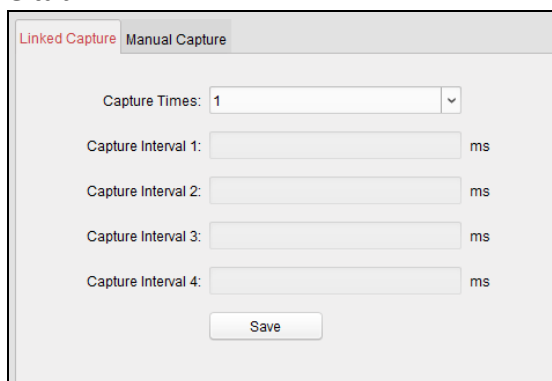 Linked Capture Manual Capture
Capture Times: 1
Capture Interval 1: ms
Capture Interval 2: ms
Capture Interval 3: ms
Capture Interval 4: ms
Save